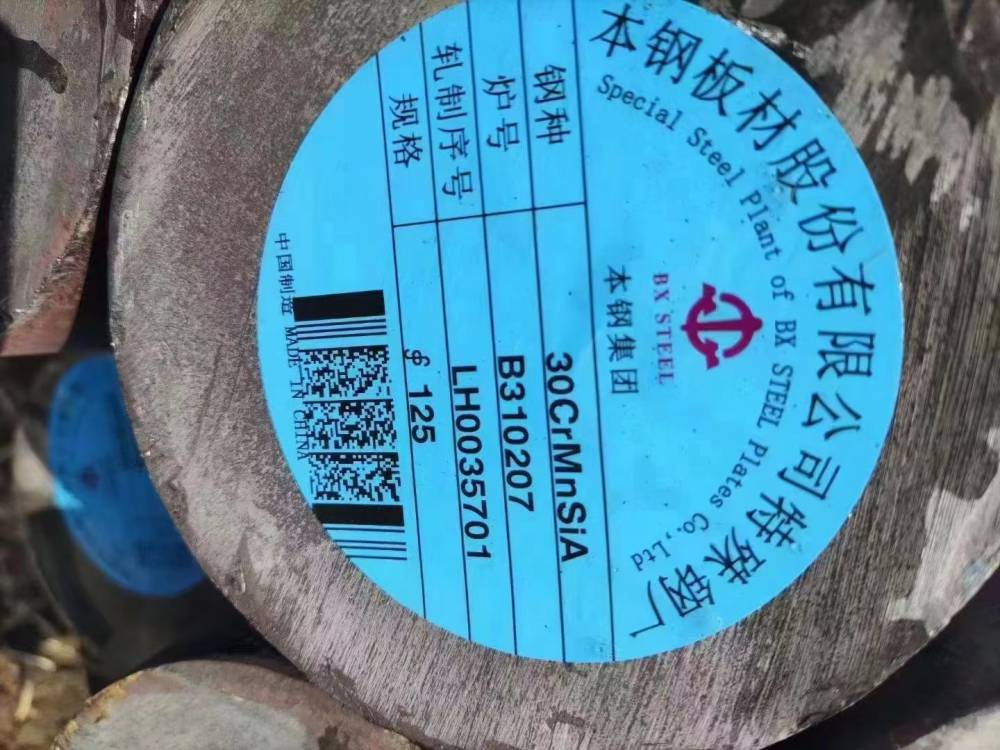 本钢板材股份有限公司特殊钢厂
Special Steel Plant of BX STEEL Plates Co.,Ltd
BX STEEL
本钢集团
钢种 30CrMnSiA
炉号 B310207
轧制序号 LH0035701
规格 ∮125
中国制造 MADE IN CHINA